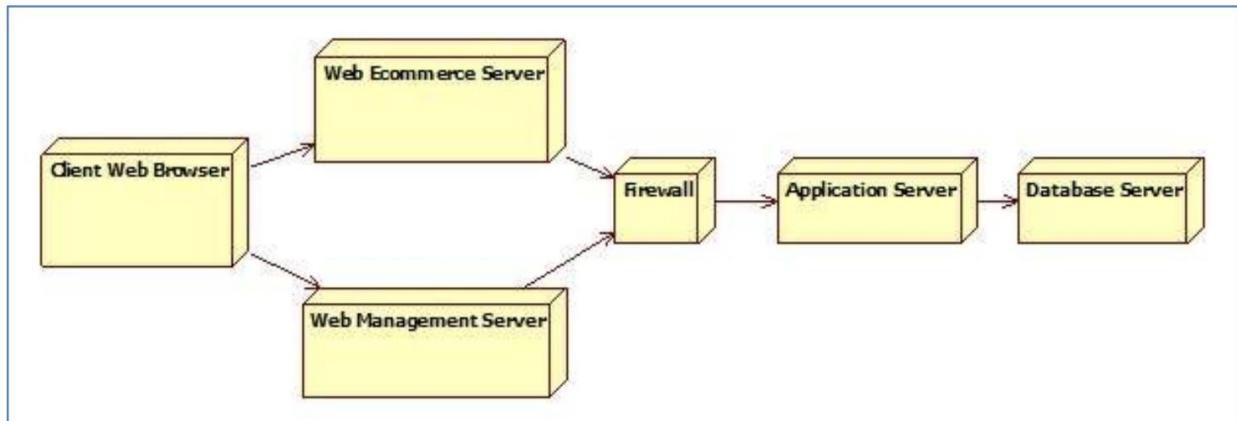 Web Ecommerce Server
Client Web Browser
Firewall
Application Server
Database Server
Web Management Server